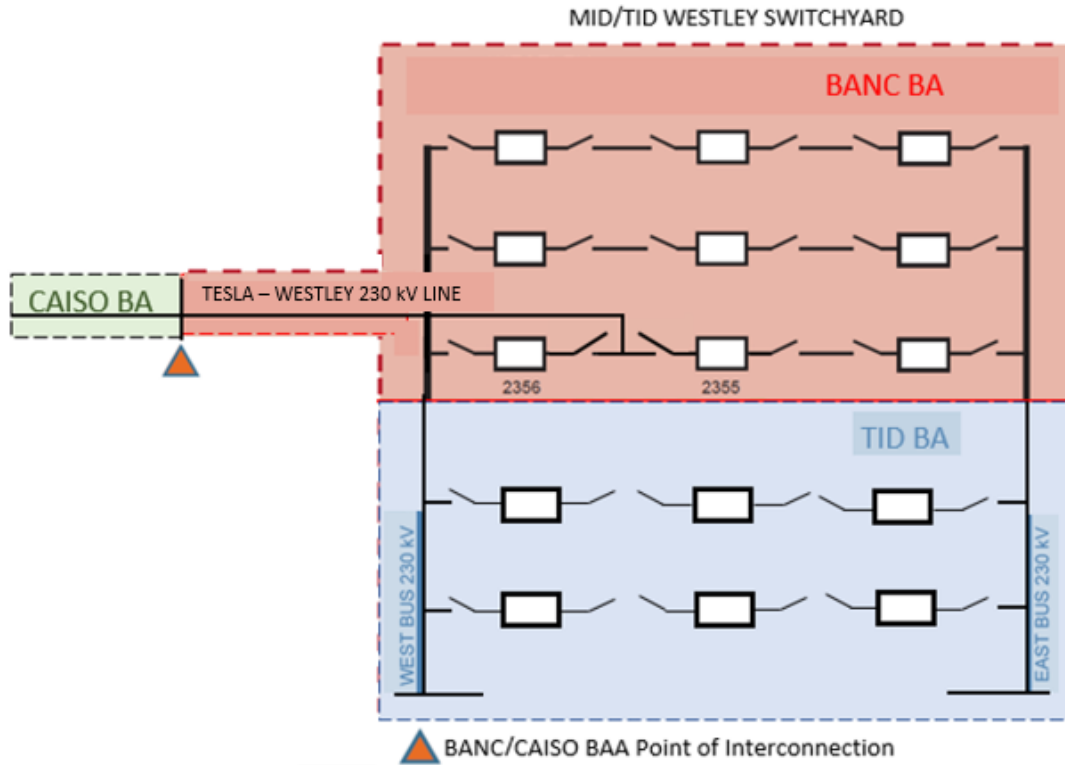 MID/TID WESTLEY SWITCHYARD
BANC BA
CAISO BA
TESLA – WESTLEY 230 kV LINE
2356
2355
TID BA
WEST BUS 230 kV
EAST BUS 230 kV
BANC/CAISO BAA Point of Interconnection